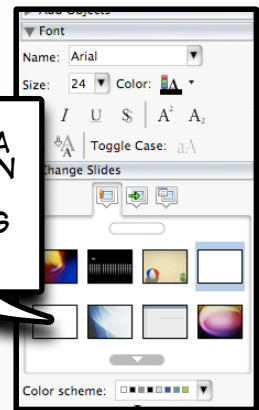 Add Objects
Font
Name: Arial
Size: 24 Color: A
I U S A² A₂
A Toggle Case: aA
Change Slides
A
N
G
Color scheme: